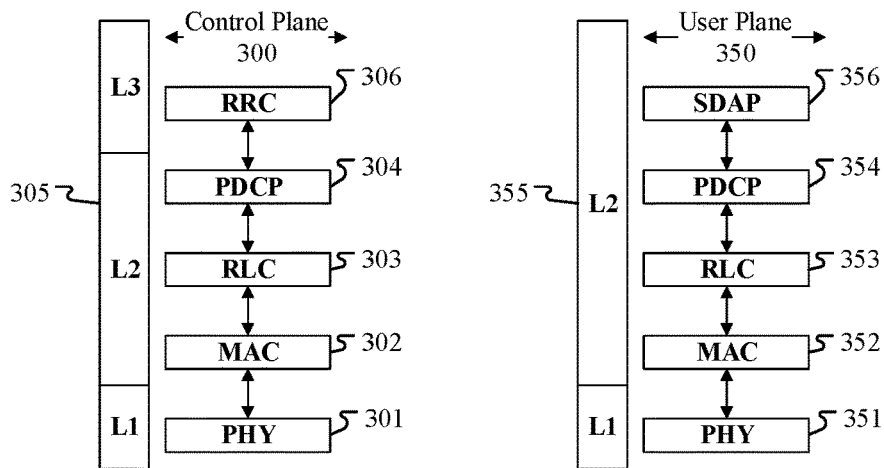 Control Plane
300
L3
RRC
306
305
L2
PDCP
304
RLC
303
MAC
302
L1
PHY
301
User Plane
350
SDAP
356
355
L2
PDCP
354
RLC
353
MAC
352
L1
PHY
351